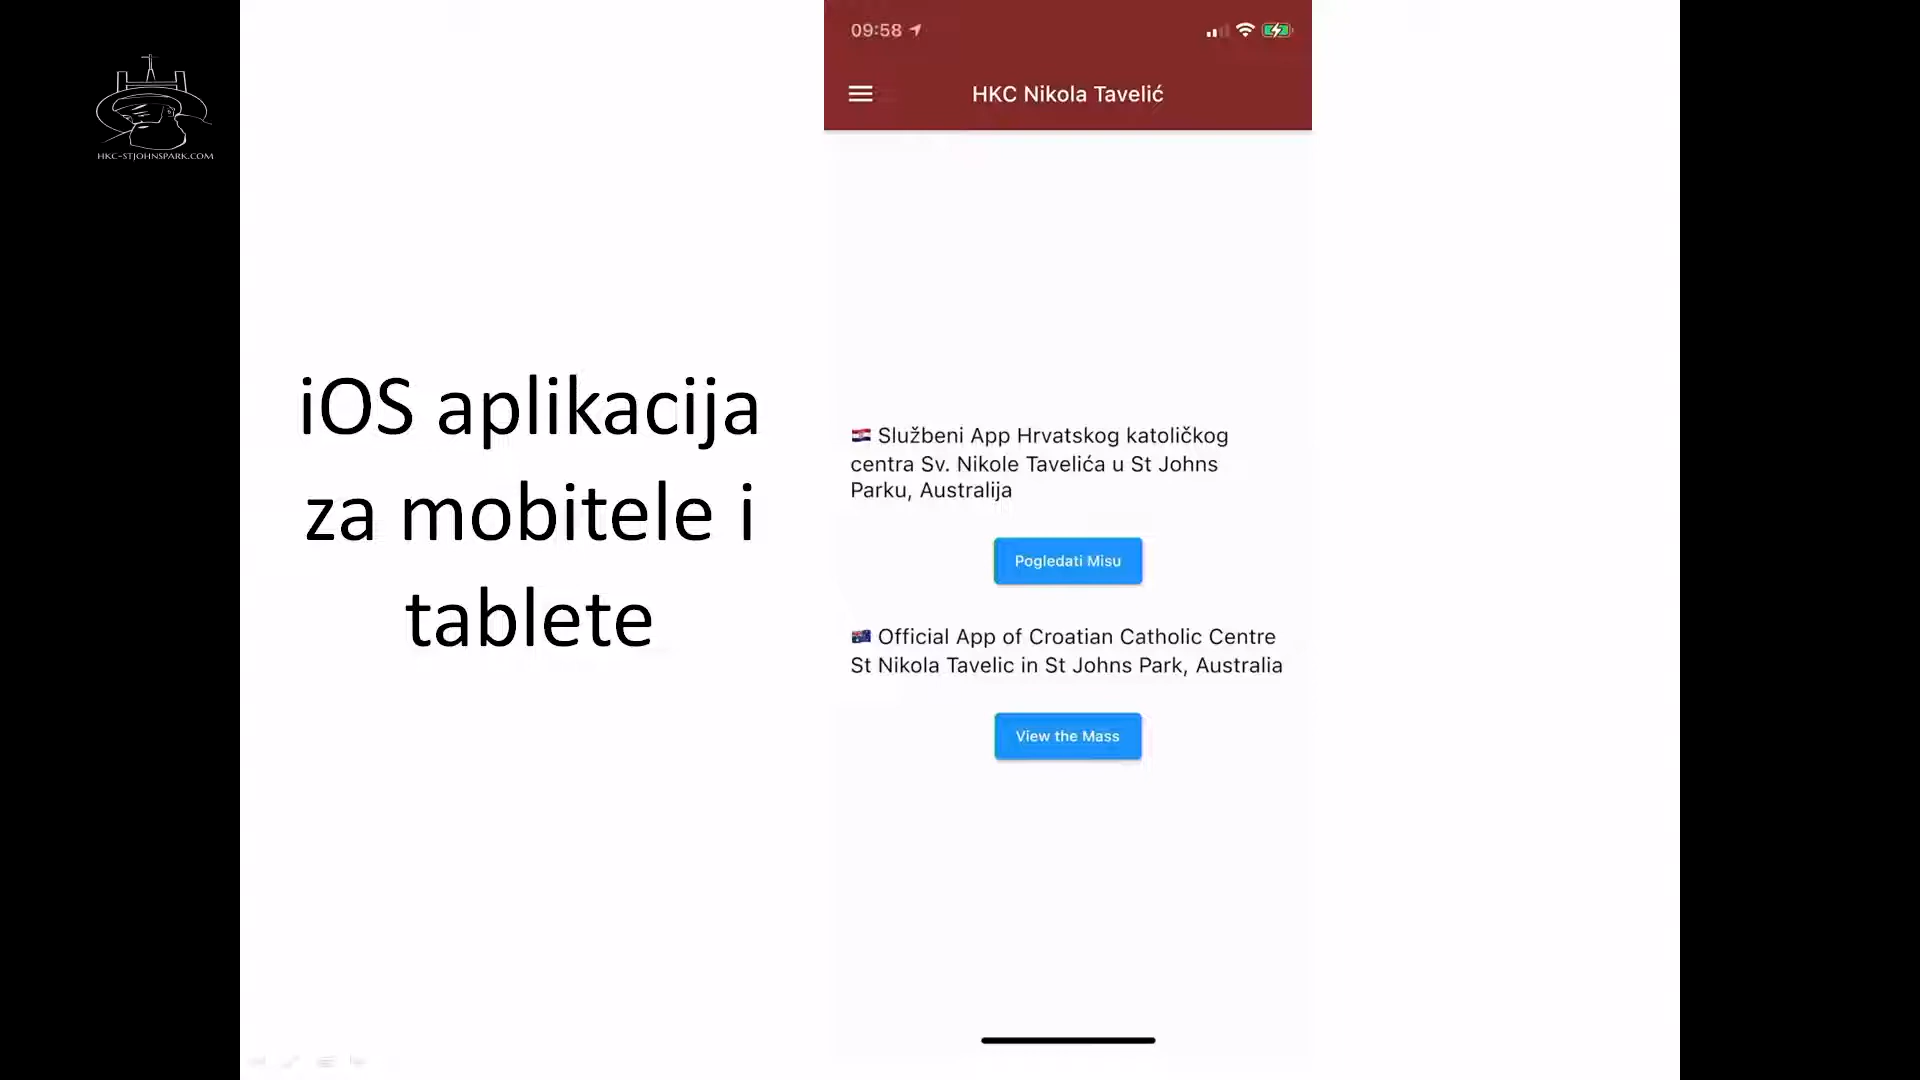 HKC-STJOHNSPARK.COM
iOS aplikacija
za mobitele i
tablete
09:58
HKC Nikola Tavelić
Službeni App Hrvatskog katoličkog
centra Sv. Nikole Tavelića u St Johns
Parku, Australija
Pogledati Misu
Official App of Croatian Catholic Centre
St Nikola Tavelic in St Johns Park, Australia
View the Mass